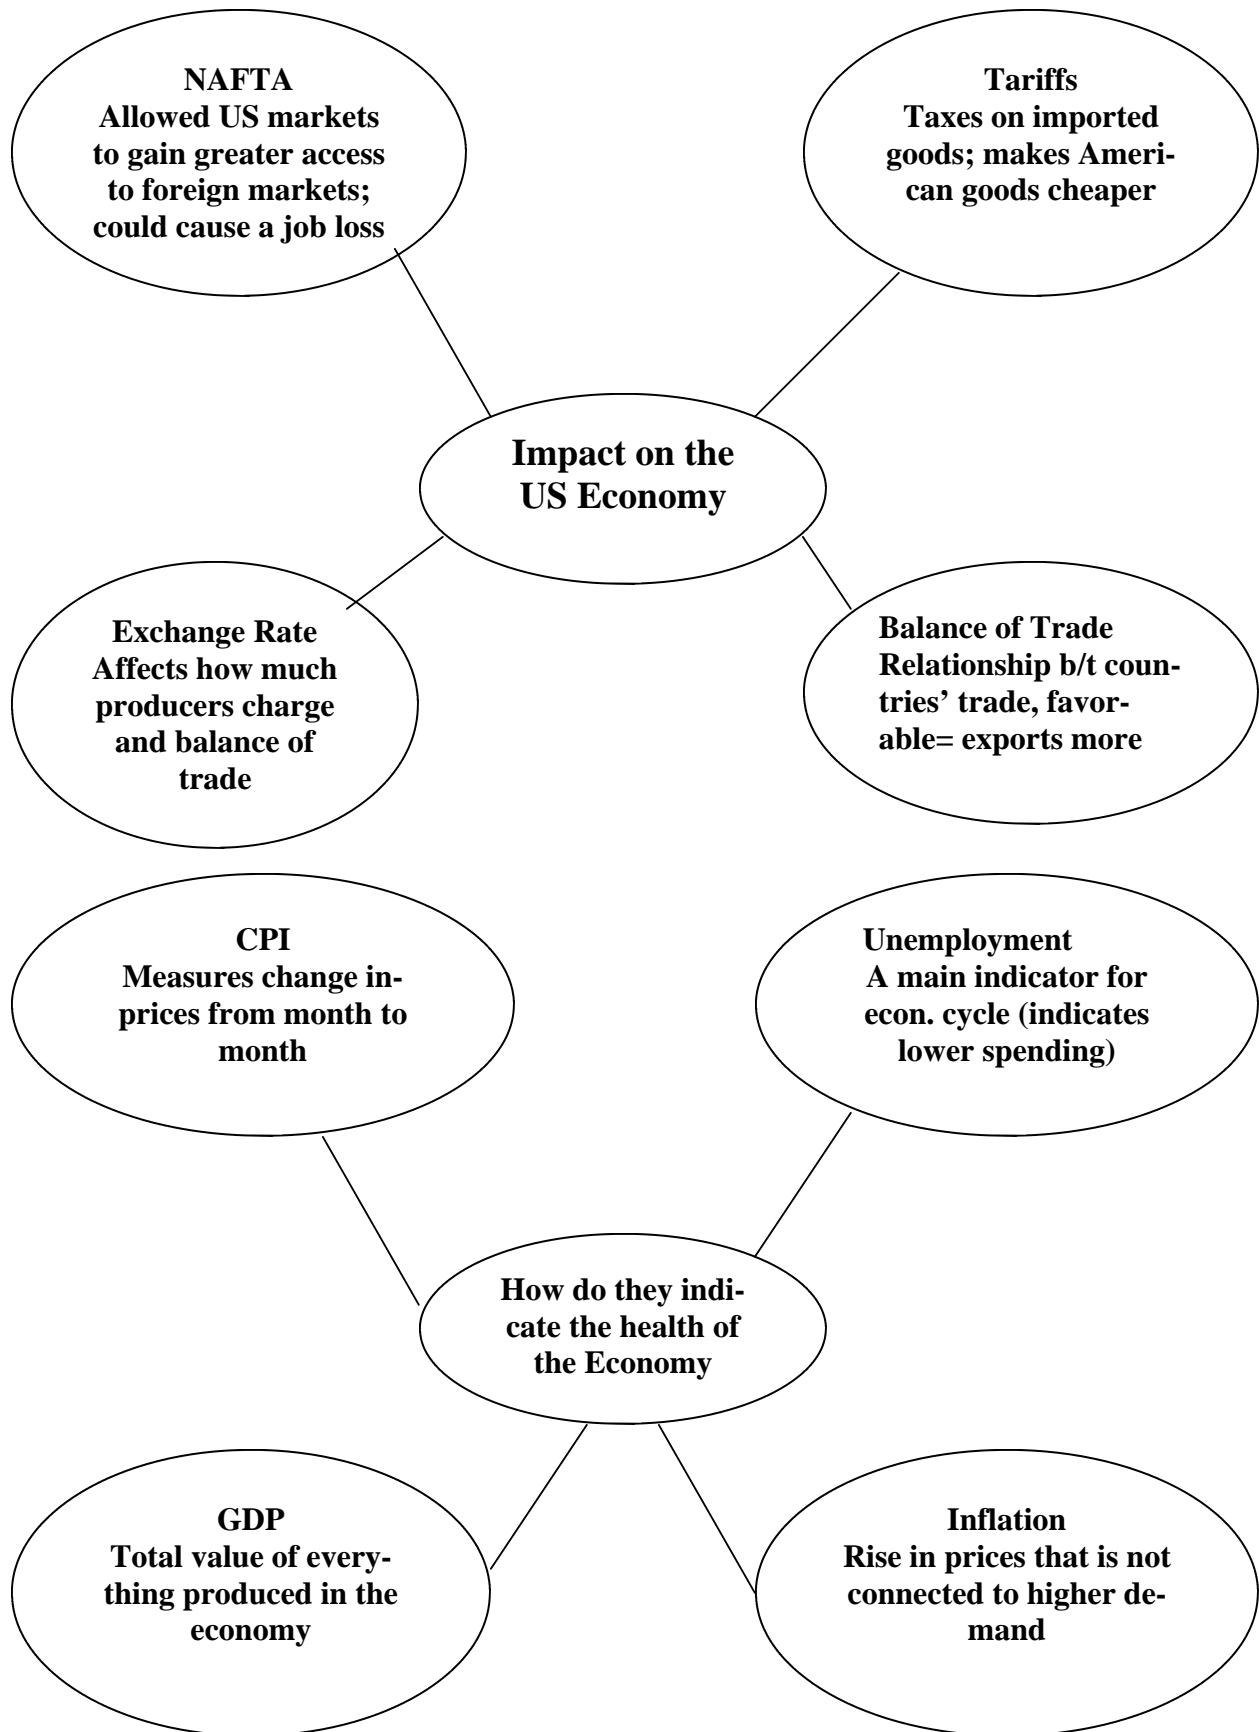 NAFTA
Allowed US markets
to gain greater access
to foreign markets;
could cause a job loss
Tariffs
Taxes on imported
goods; makes Ameri-
can goods cheaper
Impact on the
US Economy
Exchange Rate
Affects how much
producers charge
and balance of
trade
Balance of Trade
Relationship b/t coun-
tries’ trade, favor-
able= exports more
CPI
Measures change in-
prices from month to
month
Unemployment
A main indicator for
econ. cycle (indicates
lower spending)
How do they indi-
cate the health of
the Economy
GDP
Total value of every-
thing produced in the
economy
Inflation
Rise in prices that is not
connected to higher de-
mand